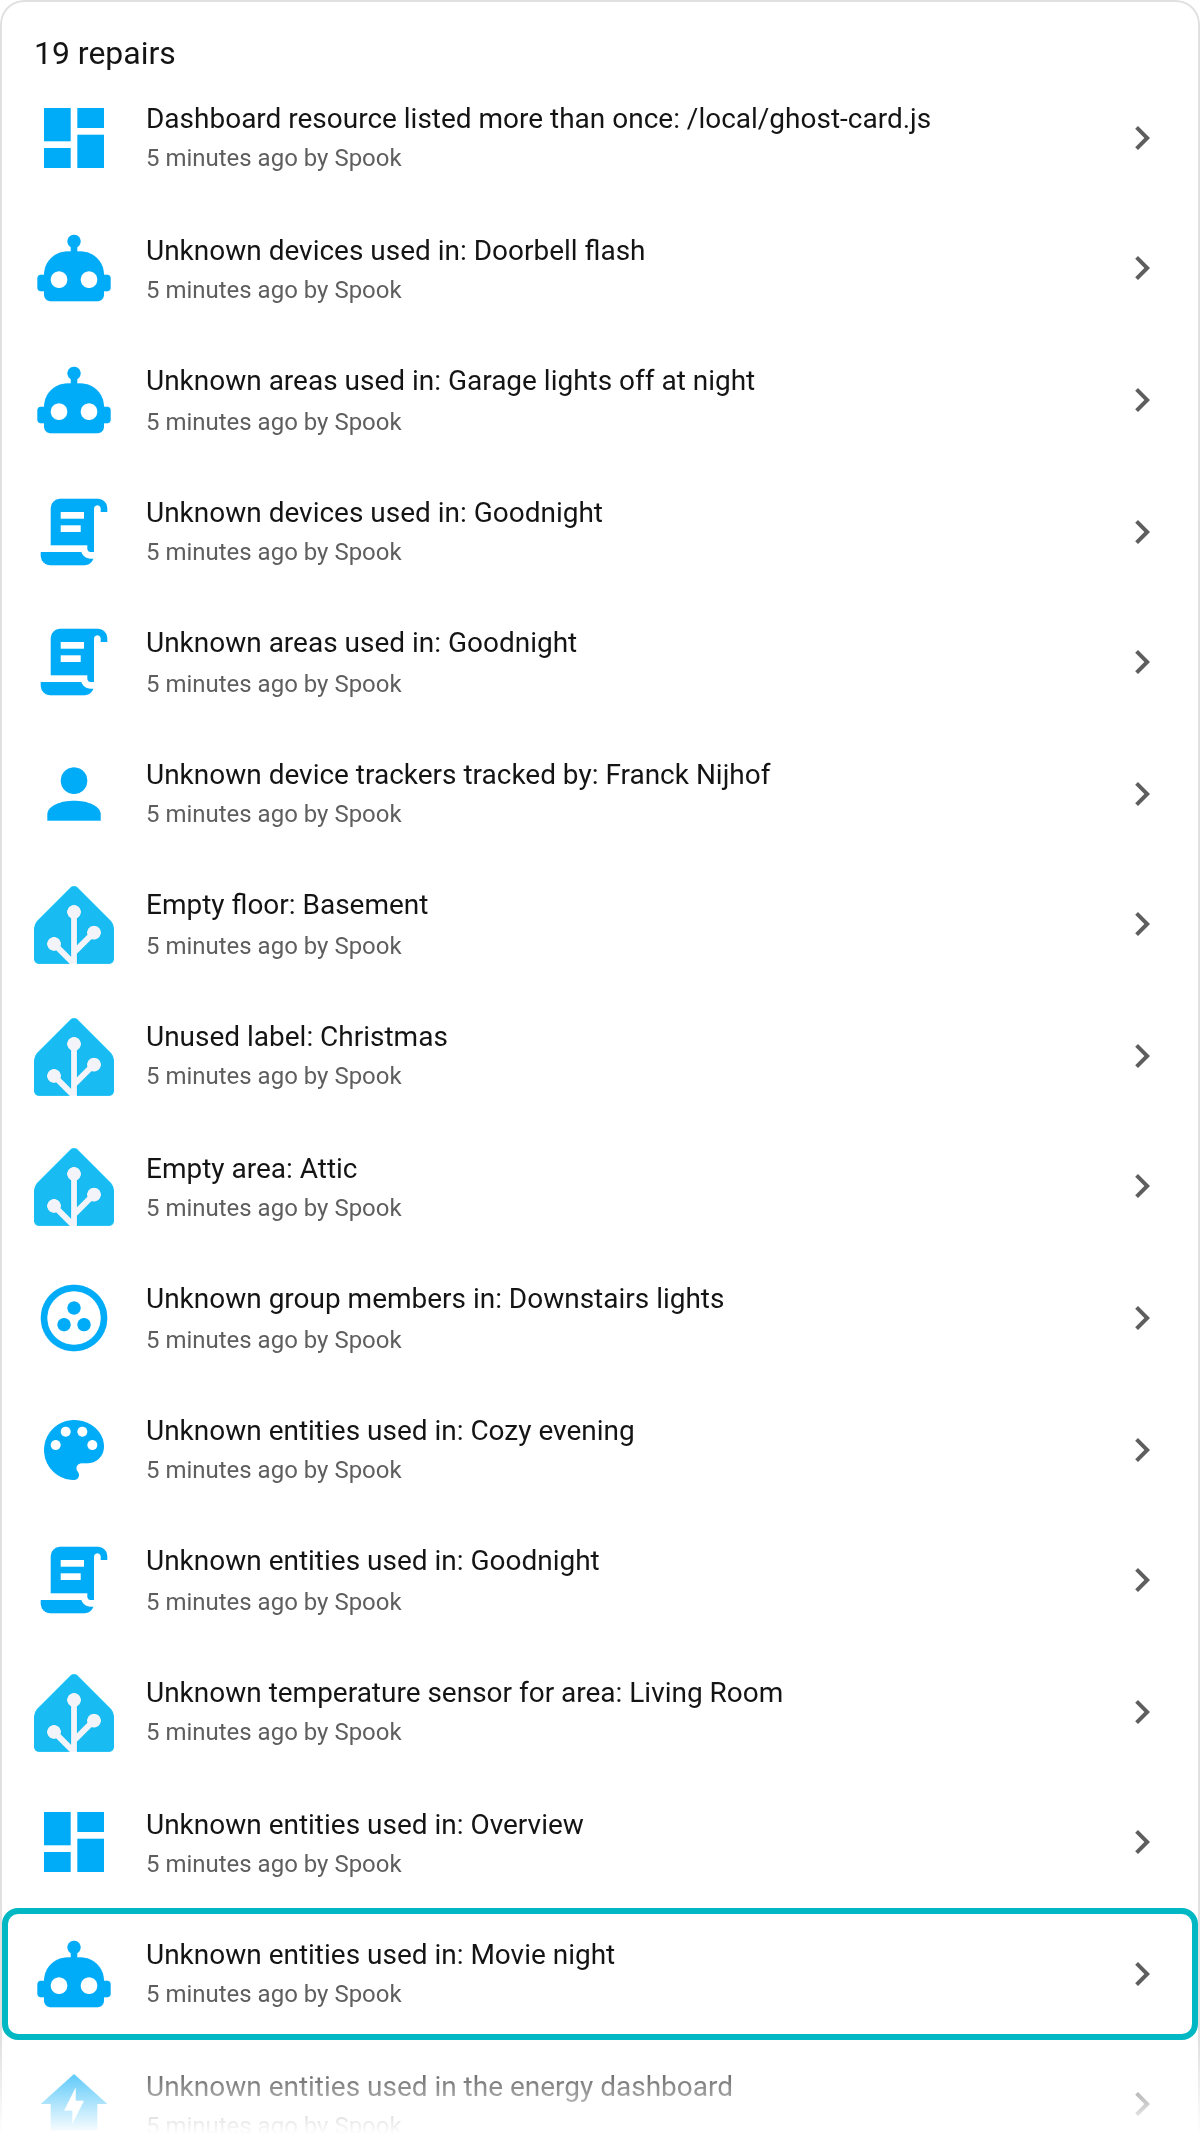 19 repairs
Dashboard resource listed more than once: /local/ghost-card.js
5 minutes ago by Spook
Unknown devices used in: Doorbell flash
5 minutes ago by Spook
Unknown areas used in: Garage lights off at night
5 minutes ago by Spook
Unknown devices used in: Goodnight
5 minutes ago by Spook
Unknown areas used in: Goodnight
5 minutes ago by Spook
Unknown device trackers tracked by: Franck Nijhof
5 minutes ago by Spook
Empty floor: Basement
5 minutes ago by Spook
Unused label: Christmas
5 minutes ago by Spook
Empty area: Attic
5 minutes ago by Spook
Unknown group members in: Downstairs lights
5 minutes ago by Spook
Unknown entities used in: Cozy evening
5 minutes ago by Spook
Unknown entities used in: Goodnight
5 minutes ago by Spook
Unknown temperature sensor for area: Living Room
5 minutes ago by Spook
Unknown entities used in: Overview
5 minutes ago by Spook
Unknown entities used in: Movie night
5 minutes ago by Spook
Unknown entities used in the energy dashboard
5 minutes ago by Spook